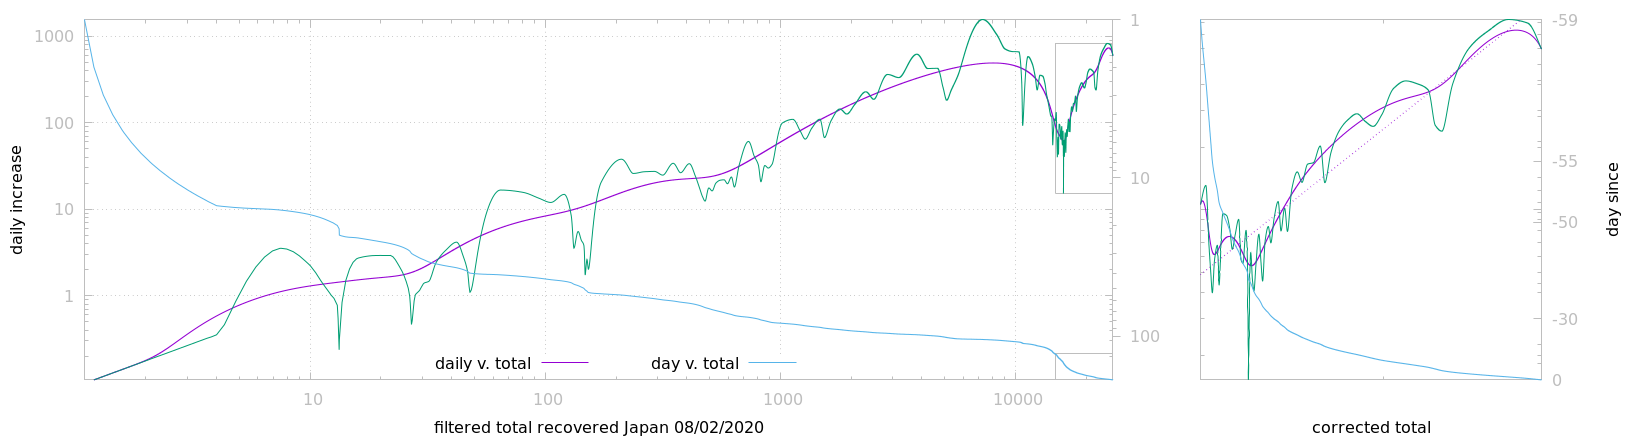 1000
100
10
1
daily increase
daily v. total
day v. total
10
100
1000
10000
filtered total recovered Japan 08/02/2020
1
10
100
-59
-55
-50
-30
0
day since
corrected total